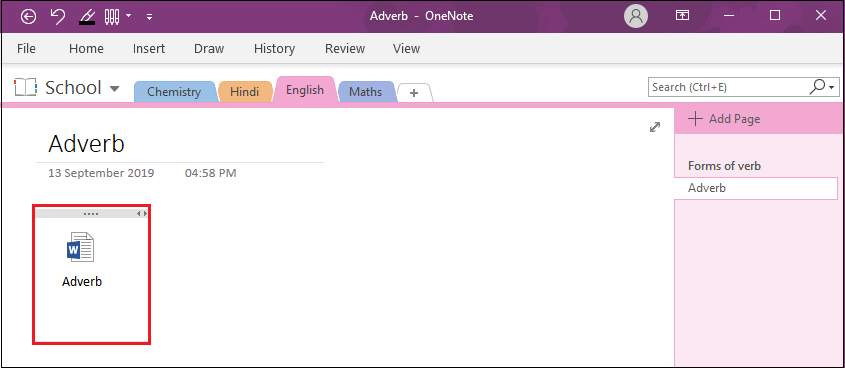 Adverb - OneNote
File Home Insert Draw History Review View
School Chemistry Hindi English Maths + Search (Ctrl+E)
Adverb
13 September 2019 04:58 PM
W
Adverb
Add Page
Forms of verb
Adverb